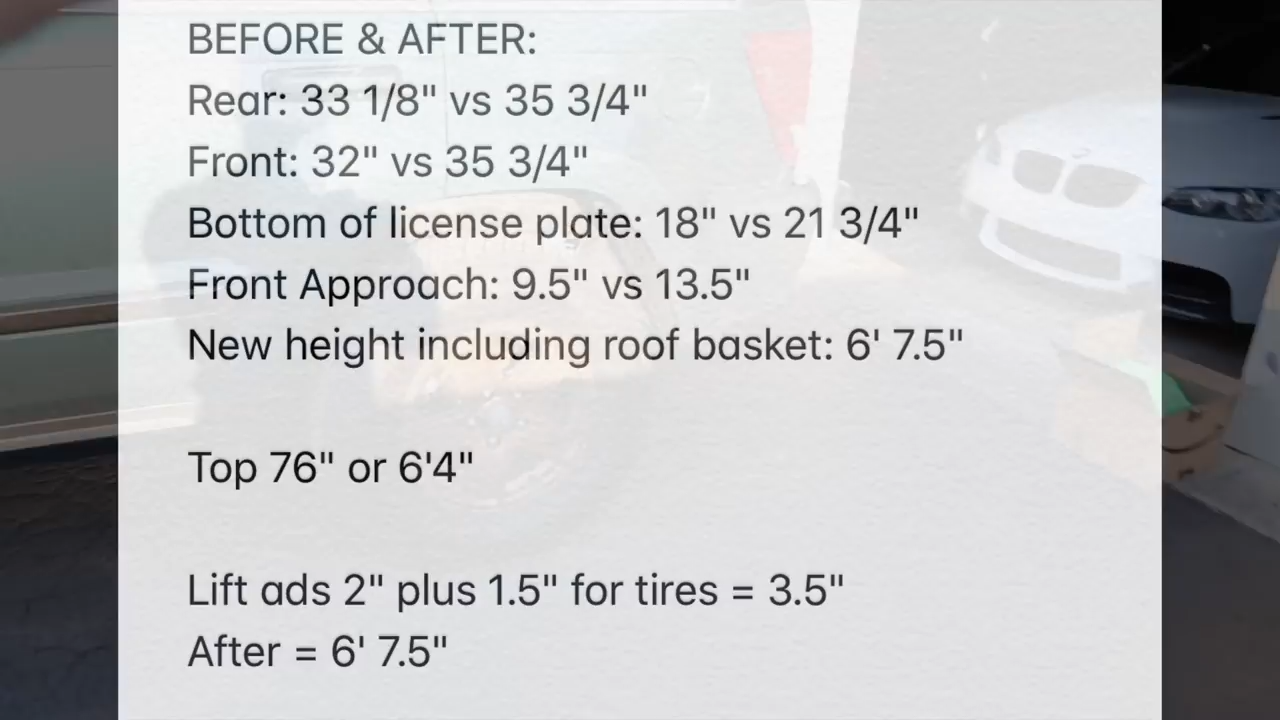 BEFORE & AFTER:
Rear: 33 1/8" vs 35 3/4"
Front: 32" vs 35 3/4"
Bottom of license plate: 18" vs 21 3/4"
Front Approach: 9.5" vs 13.5"
New height including roof basket: 6' 7.5"
Top 76" or 6'4"
Lift ads 2" plus 1.5" for tires = 3.5"
After = 6' 7.5"